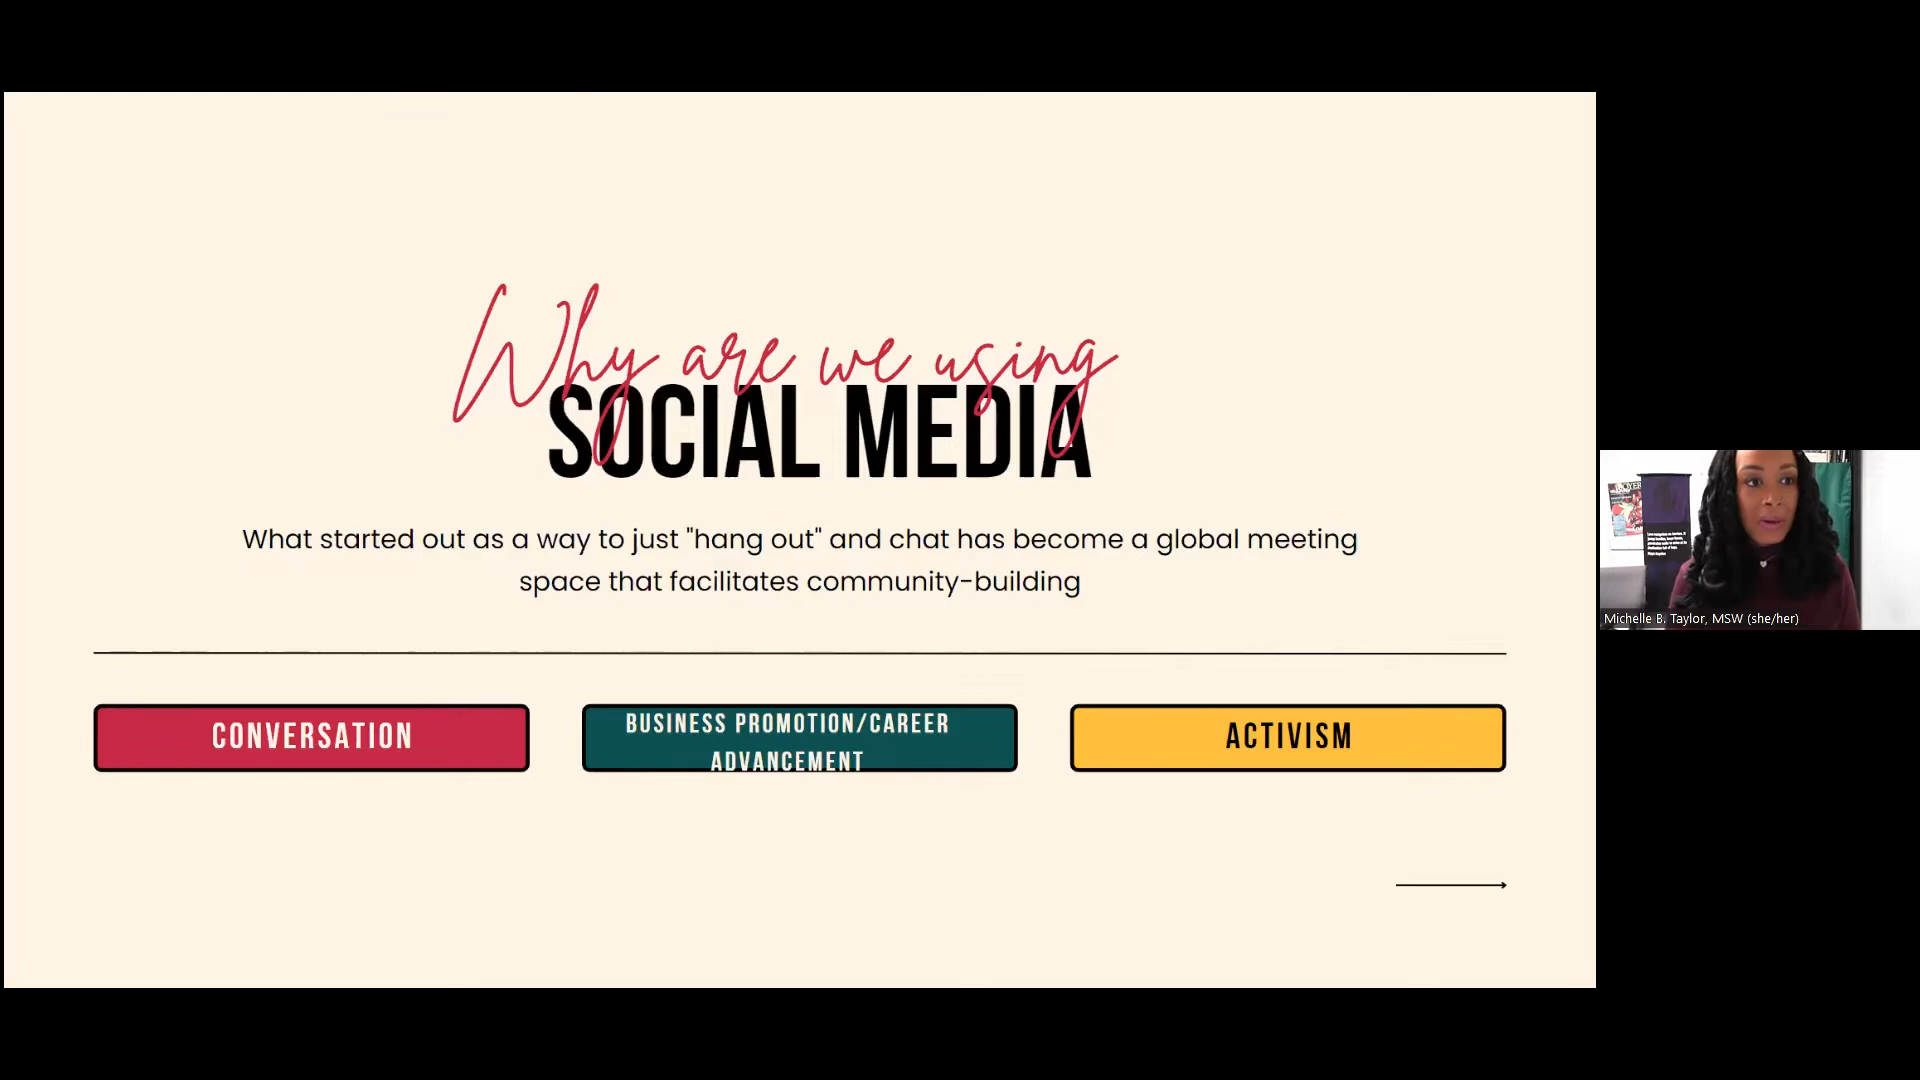 Why are we using
SOCIAL MEDIA
What started out as a way to just "hang out" and chat has become a global meeting
space that facilitates community-building
CONVERSATION
BUSINESS PROMOTION/CAREER
ADVANCEMENT
ACTIVISM
Michelle B. Taylor, MSW (she/her)